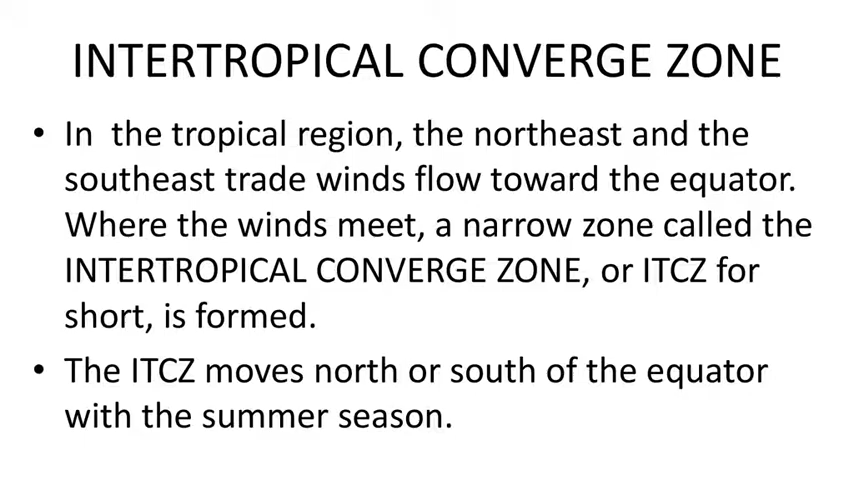 INTERTROPICAL CONVERGE ZONE
• In the tropical region, the northeast and the
southeast trade winds flow toward the equator.
Where the winds meet, a narrow zone called the
INTERTROPICAL CONVERGE ZONE, or ITCZ for
short, is formed.
• The ITCZ moves north or south of the equator
with the summer season.